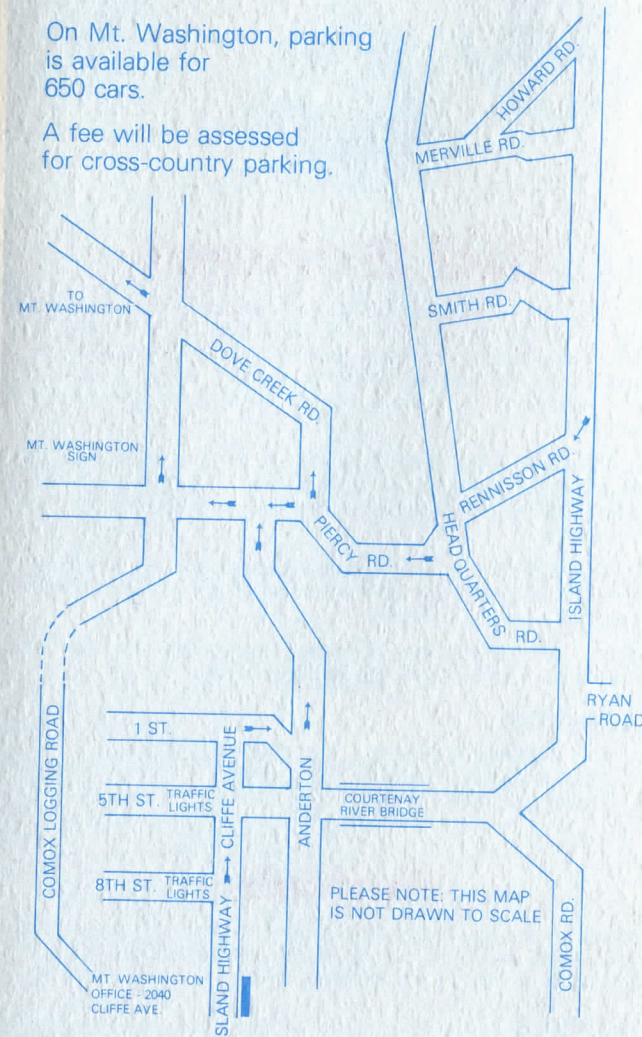 On Mt. Washington, parking
is available for
650 cars.
A fee will be assessed
for cross-country parking.
HOWARD RD.
MERVILLE RD.
TO
MT. WASHINGTON
SMITH RD.
DOVE CREEK RD.
MT. WASHINGTON
SIGN
RENNISSON RD.
ISLAND HIGHWAY
PIERCY RD.
HEADQUARTERS RD.
RYAN
ROAD
1 ST.
CLIFFE AVENUE
ANDERTON
COMOX LOGGING ROAD
5TH ST. TRAFFIC
LIGHTS
COURTENAY
RIVER BRIDGE
8TH ST. TRAFFIC
LIGHTS
PLEASE NOTE: THIS MAP
IS NOT DRAWN TO SCALE
COMOX RD.
SLAND HIGHWAY
MT. WASHINGTON
OFFICE - 2040
CLIFFE AVE.